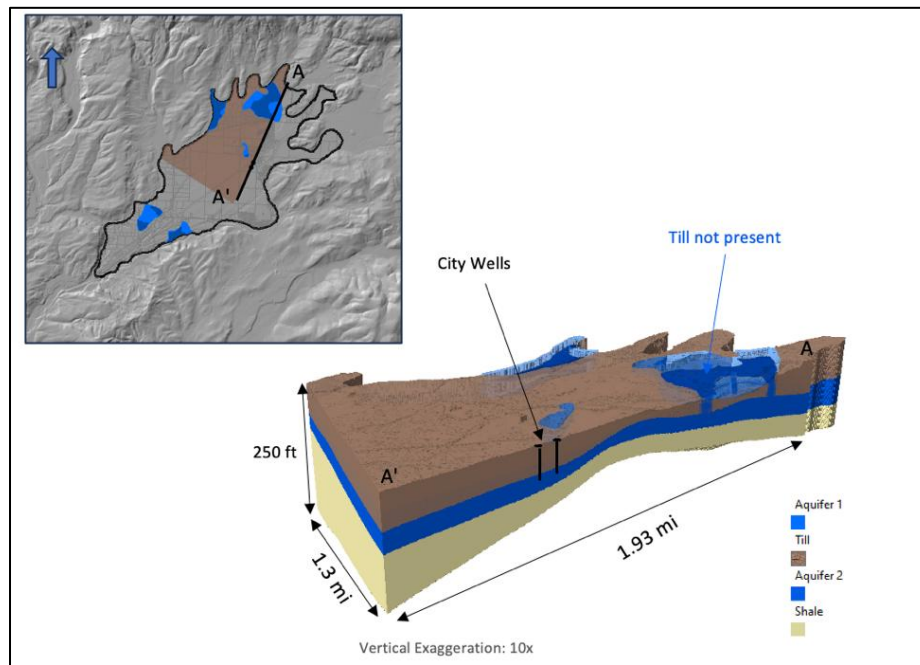 A
A'
Till not present
City Wells
A
250 ft
A'
1.93 mi
1.3 mi
Aquifer 1
Till
Aquifer 2
Shale
Vertical Exaggeration: 10x